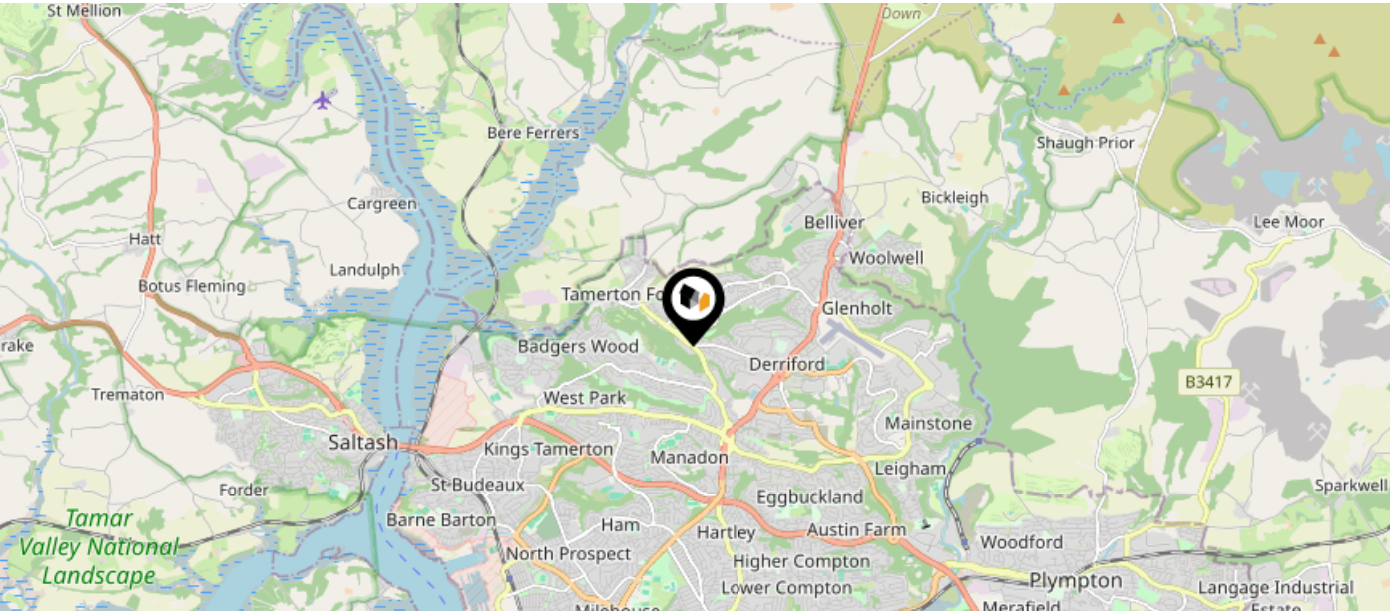 St Mellion
Down
Bere Ferrers
Shaugh Prior
Cargreen
Bickleigh
Belliver
Lee Moor
Hatt
Woolwell
Landulph
Botus Fleming
Tamerton Fo
Glenholt
rake
Badgers Wood
Derriford
B3417
Trematon
West Park
Mainstone
Saltash
Kings Tamerton
Manadon
Leigham
St Budeaux
Forder
Eggbuckland
Sparkwell
Tamar
Valley National
Landscape
Barne Barton
Ham
Hartley
Austin Farm
Woodford
North Prospect
Higher Compton
Plympton
Lower Compton
Langage Industrial
Estate
Milehouse
Merafield